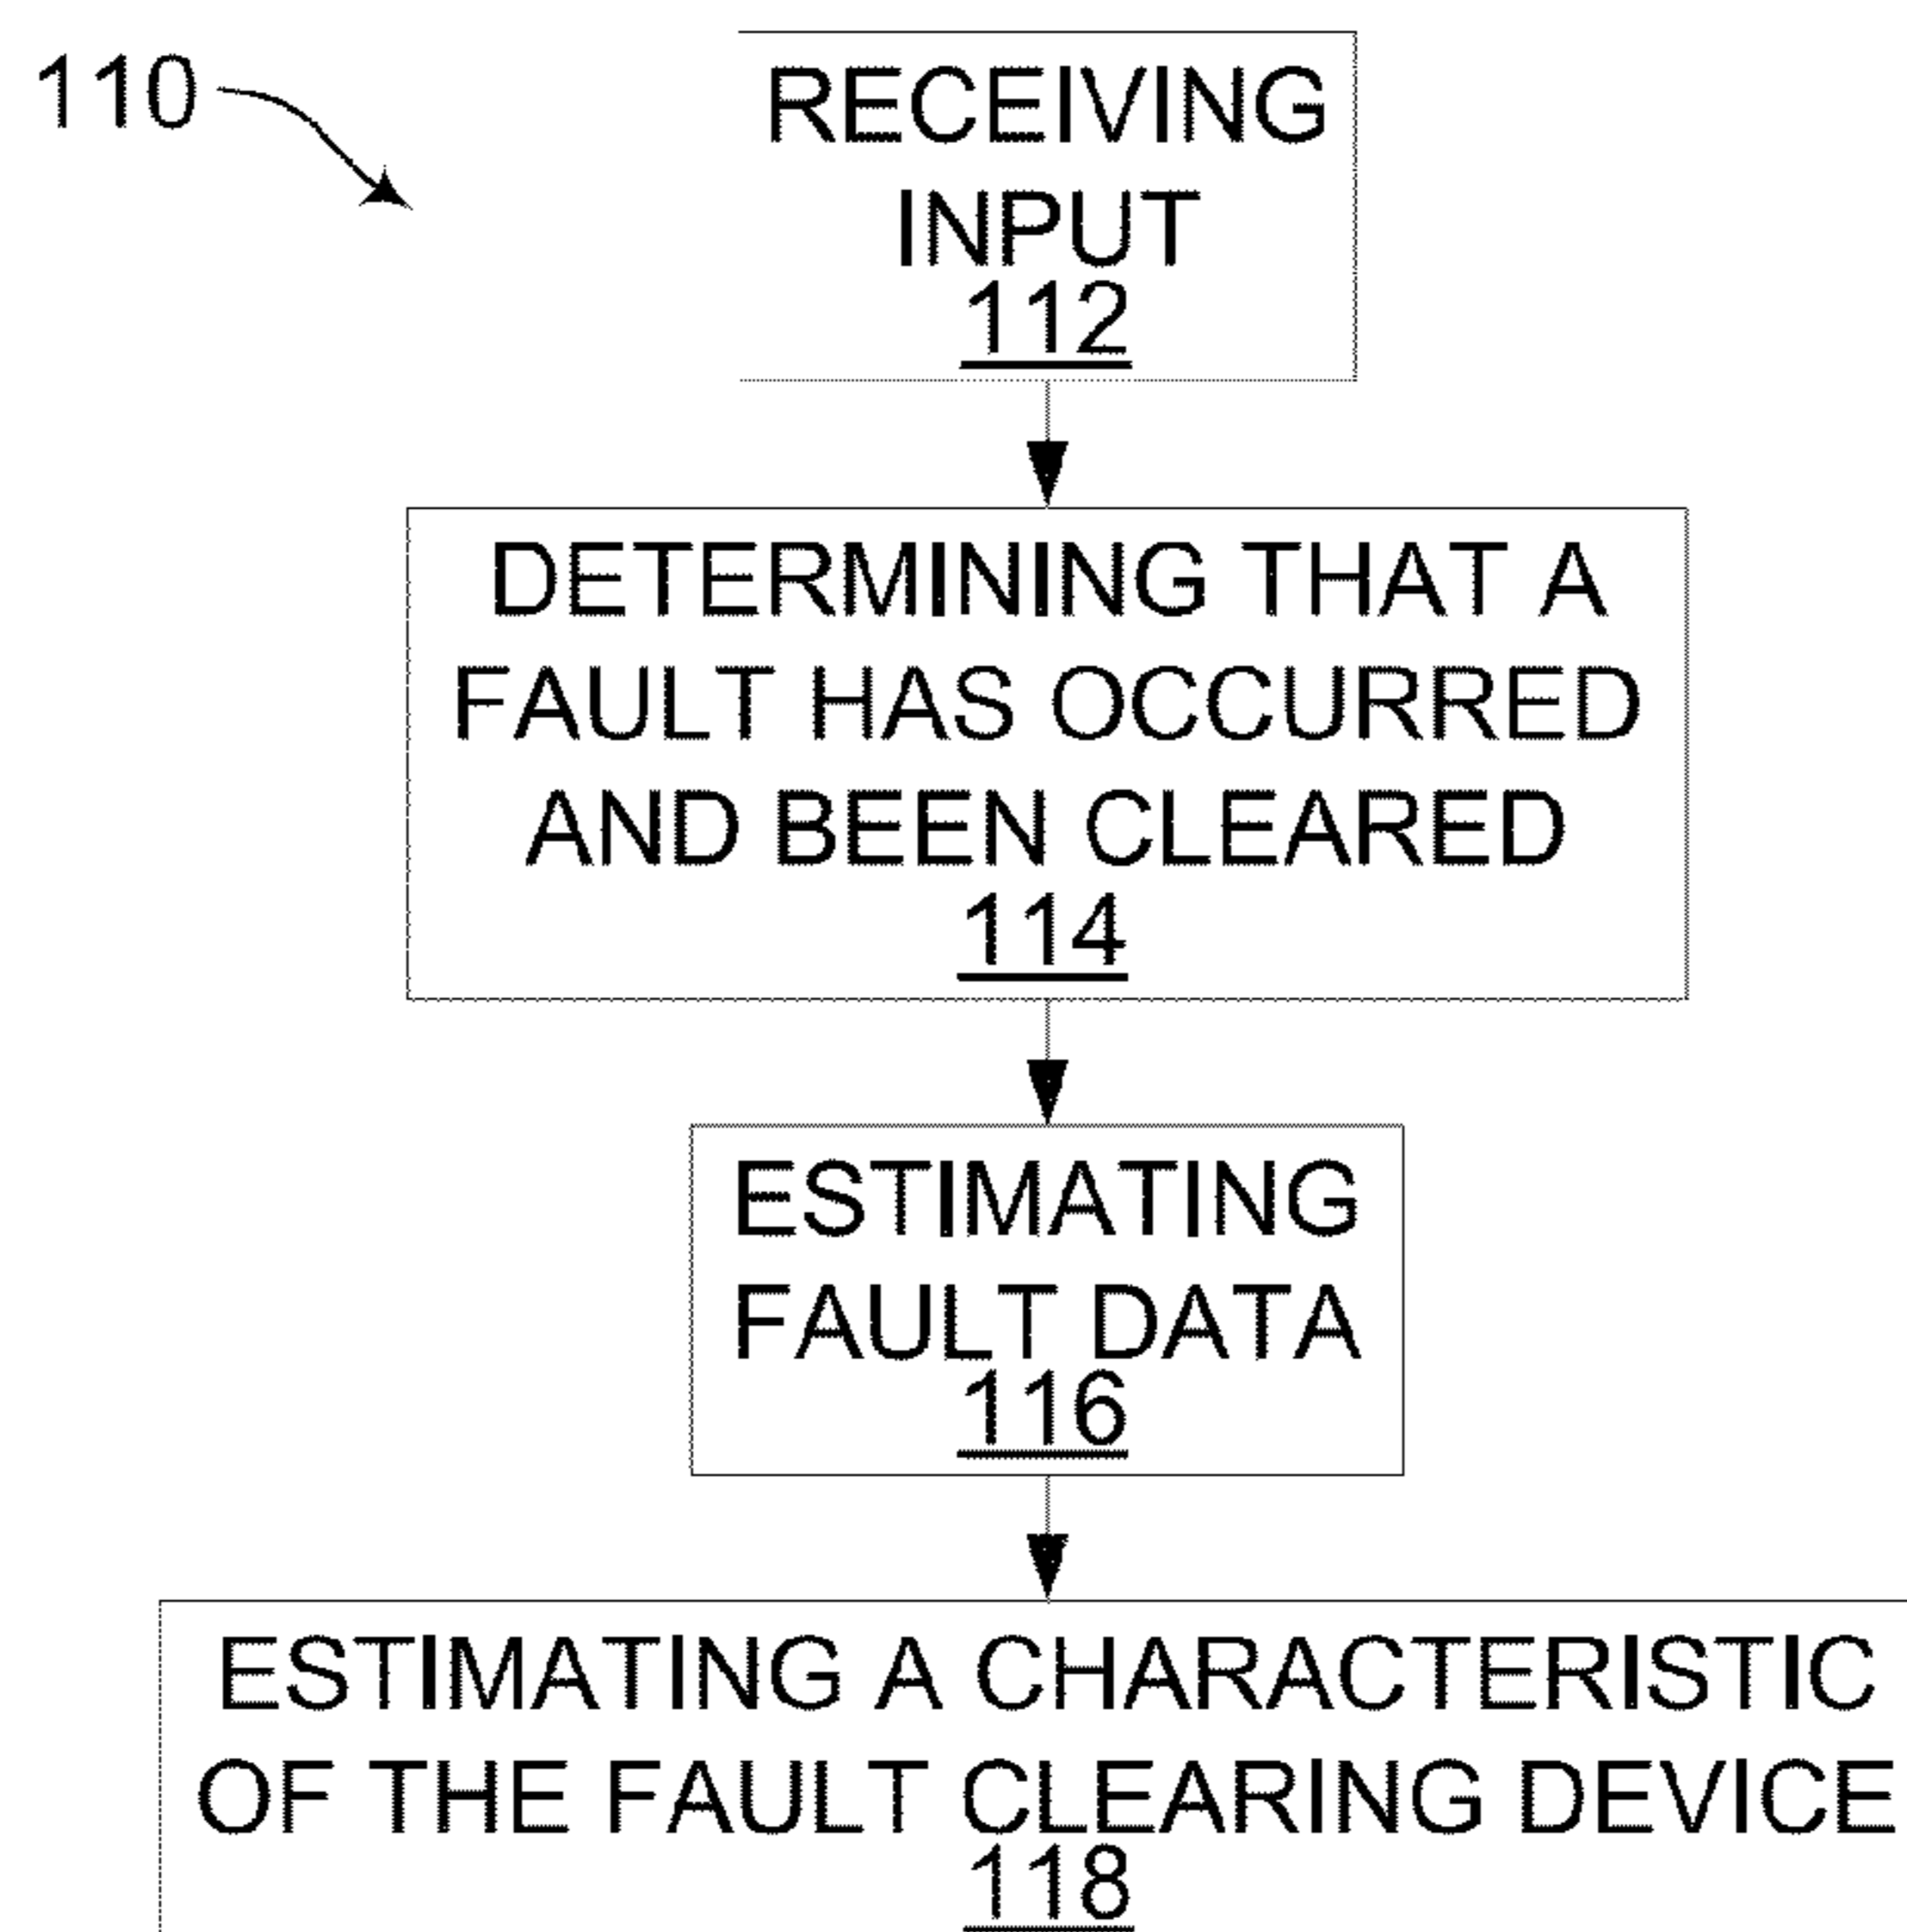 110
RECEIVING
INPUT
112
DETERMINING THAT A
FAULT HAS OCCURRED
AND BEEN CLEARED
114
ESTIMATING
FAULT DATA
116
ESTIMATING A CHARACTERISTIC
OF THE FAULT CLEARING DEVICE
118